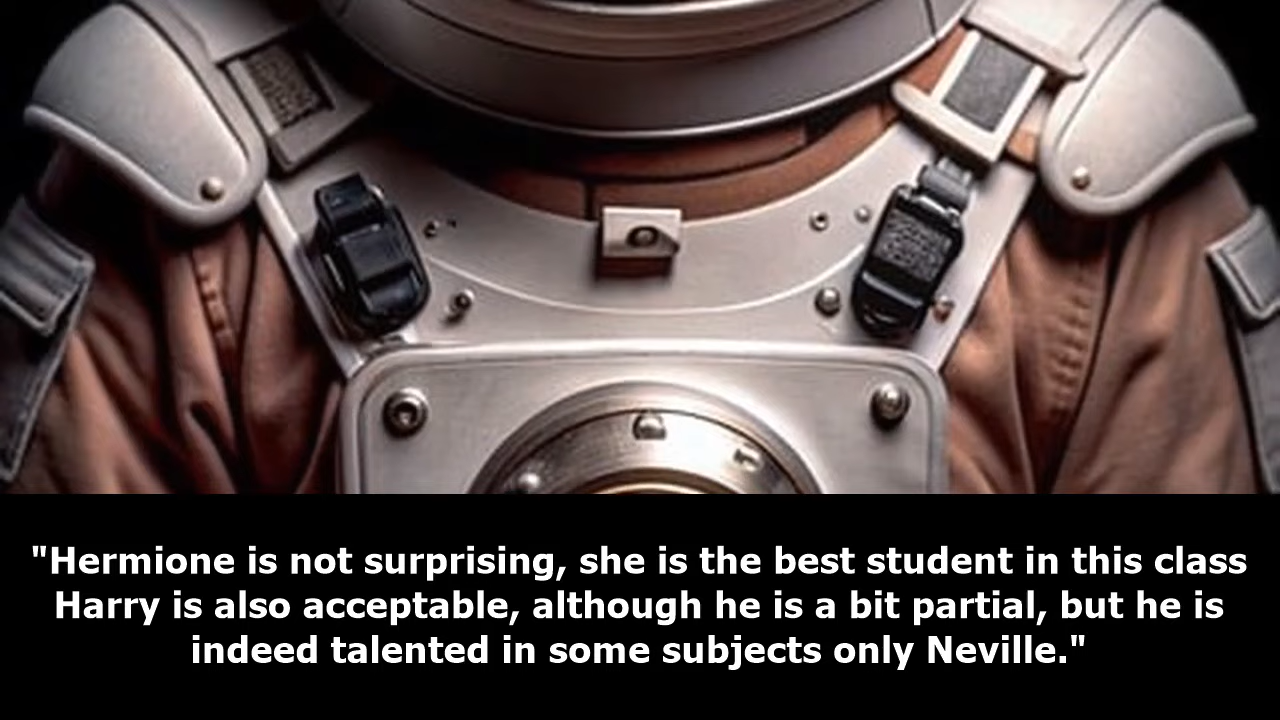 "Hermione is not surprising, she is the best student in this class
Harry is also acceptable, although he is a bit partial, but he is
indeed talented in some subjects only Neville."